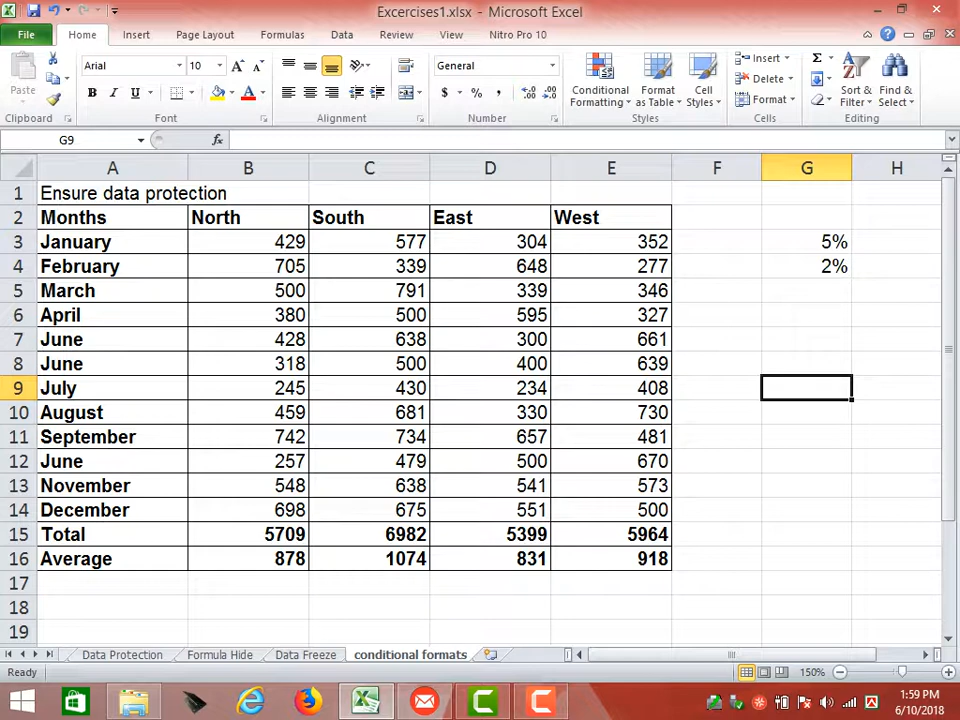 Excercises1.xlsx - Microsoft Excel
File Home Insert Page Layout Formulas Data Review View Nitro Pro 10
Paste
Arial 10
B I U A
General
$ % ,
Conditional Formatting
Format as Table
Cell Styles
Insert
Delete
Format
Σ
Sort & Filter
Find & Select
Clipboard Font Alignment Number Styles Cells Editing
G9 fx
A B C D E F G H
1 Ensure data protection
2 Months North South East West
3 January 429 577 304 352 5%
4 February 705 339 648 277 2%
5 March 500 791 339 346
6 April 380 500 595 327
7 June 428 638 300 661
8 June 318 500 400 639
9 July 245 430 234 408
10 August 459 681 330 730
11 September 742 734 657 481
12 June 257 479 500 670
13 November 548 638 541 573
14 December 698 675 551 500
15 Total 5709 6982 5399 5964
16 Average 878 1074 831 918
17
18
19
Data Protection Formula Hide Data Freeze conditional formats
Ready 150%
1:59 PM
6/10/2018